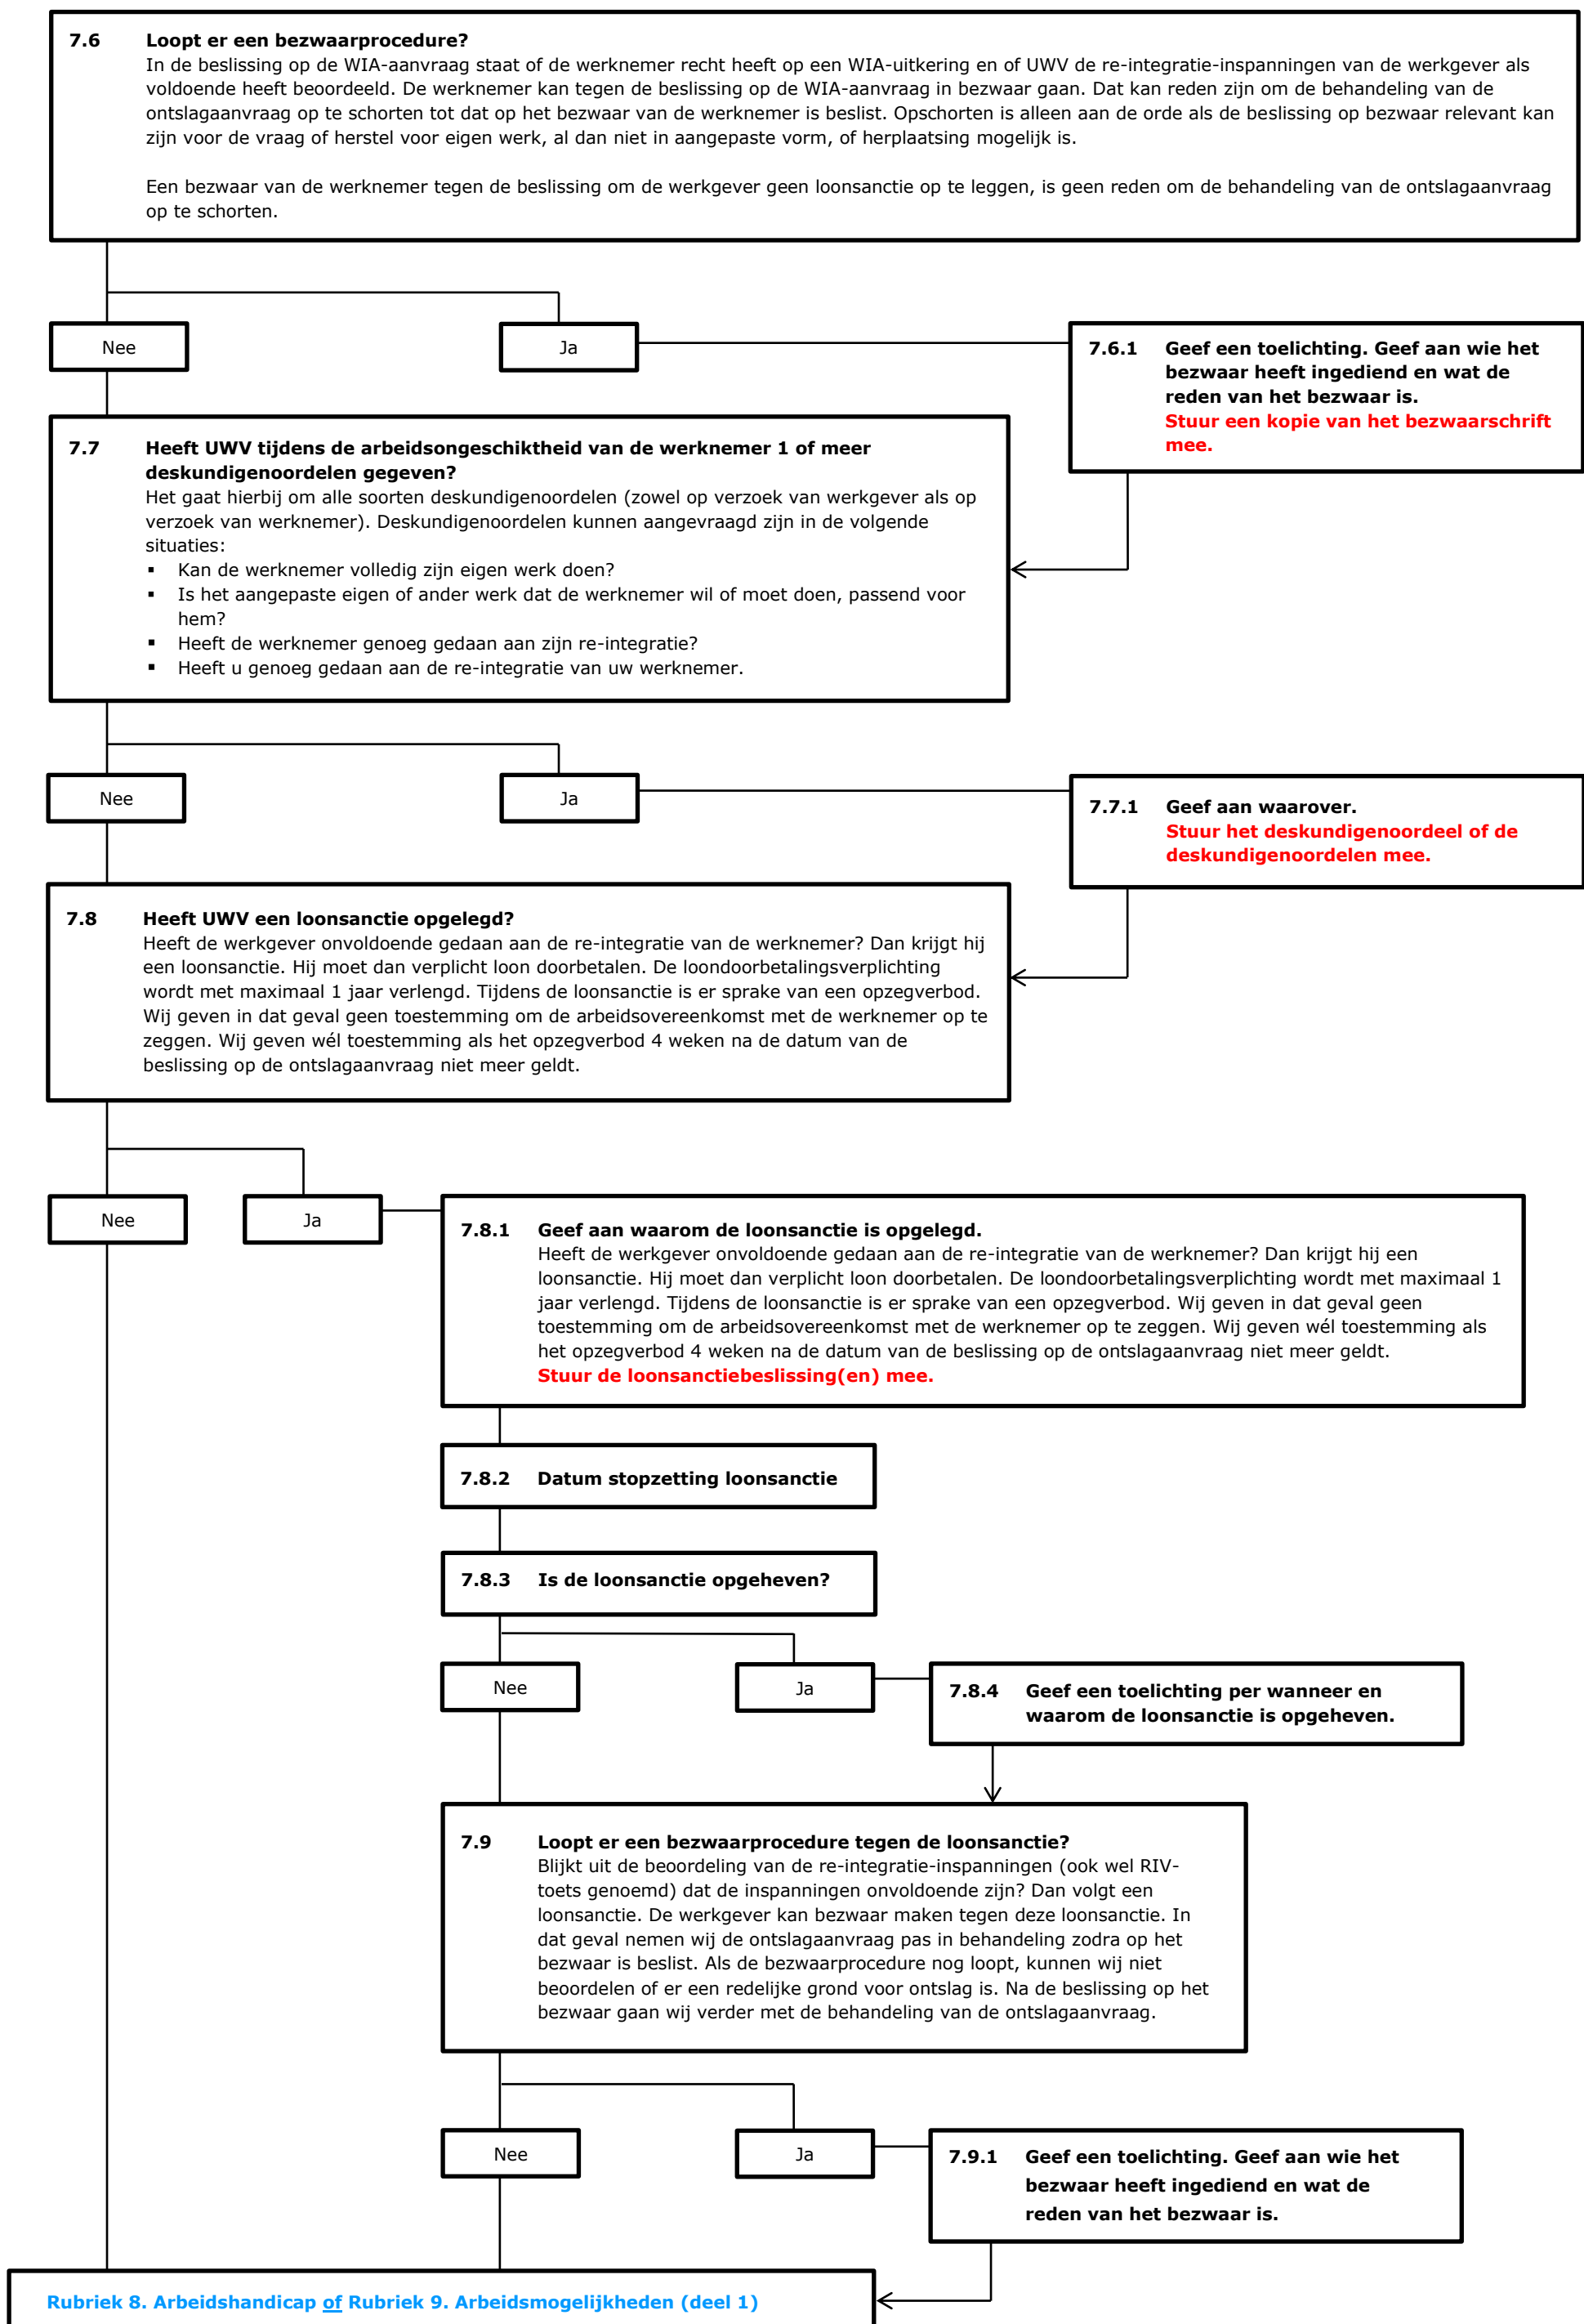 7.6 Loopt er een bezwaarprocedure?
In de beslissing op de WIA-aanvraag staat of de werknemer recht heeft op een WIA-uitkering en of UWV de re-integratie-inspanningen van de werkgever als
voldoende heeft beoordeeld. De werknemer kan tegen de beslissing op de WIA-aanvraag in bezwaar gaan. Dat kan reden zijn om de behandeling van de
ontslagaanvraag op te schorten tot dat op het bezwaar van de werknemer is beslist. Opschorten is alleen aan de orde als de beslissing op bezwaar relevant kan
zijn voor de vraag of herstel voor eigen werk, al dan niet in aangepaste vorm, of herplaatsing mogelijk is.
Een bezwaar van de werknemer tegen de beslissing om de werkgever geen loonsanctie op te leggen, is geen reden om de behandeling van de ontslagaanvraag
op te schorten.
Nee
Ja
7.6.1 Geef een toelichting. Geef aan wie het
bezwaar heeft ingediend en wat de
reden van het bezwaar is.
Stuur een kopie van het bezwaarschrift
mee.
7.7 Heeft UWV tijdens de arbeidsongeschiktheid van de werknemer 1 of meer
deskundigenoordelen gegeven?
Het gaat hierbij om alle soorten deskundigenoordelen (zowel op verzoek van werkgever als op
verzoek van werknemer). Deskundigenoordelen kunnen aangevraagd zijn in de volgende
situaties:
▪ Kan de werknemer volledig zijn eigen werk doen?
▪ Is het aangepaste eigen of ander werk dat de werknemer wil of moet doen, passend voor
hem?
▪ Heeft de werknemer genoeg gedaan aan zijn re-integratie?
▪ Heeft u genoeg gedaan aan de re-integratie van uw werknemer.
Nee
Ja
7.7.1 Geef aan waarover.
Stuur het deskundigenoordeel of de
deskundigenoordelen mee.
7.8 Heeft UWV een loonsanctie opgelegd?
Heeft de werkgever onvoldoende gedaan aan de re-integratie van de werknemer? Dan krijgt hij
een loonsanctie. Hij moet dan verplicht loon doorbetalen. De loondoorbetalingsverplichting
wordt met maximaal 1 jaar verlengd. Tijdens de loonsanctie is er sprake van een opzegverbod.
Wij geven in dat geval geen toestemming om de arbeidsovereenkomst met de werknemer op te
zeggen. Wij geven wél toestemming als het opzegverbod 4 weken na de datum van de
beslissing op de ontslagaanvraag niet meer geldt.
Nee
Ja
7.8.1 Geef aan waarom de loonsanctie is opgelegd.
Heeft de werkgever onvoldoende gedaan aan de re-integratie van de werknemer? Dan krijgt hij een
loonsanctie. Hij moet dan verplicht loon doorbetalen. De loondoorbetalingsverplichting wordt met maximaal 1
jaar verlengd. Tijdens de loonsanctie is er sprake van een opzegverbod. Wij geven in dat geval geen
toestemming om de arbeidsovereenkomst met de werknemer op te zeggen. Wij geven wél toestemming als
het opzegverbod 4 weken na de datum van de beslissing op de ontslagaanvraag niet meer geldt.
Stuur de loonsanctiebeslissing(en) mee.
7.8.2 Datum stopzetting loonsanctie
7.8.3 Is de loonsanctie opgeheven?
Nee
Ja
7.8.4 Geef een toelichting per wanneer en
waarom de loonsanctie is opgeheven.
7.9 Loopt er een bezwaarprocedure tegen de loonsanctie?
Blijkt uit de beoordeling van de re-integratie-inspanningen (ook wel RIV-
toets genoemd) dat de inspanningen onvoldoende zijn? Dan volgt een
loonsanctie. De werkgever kan bezwaar maken tegen deze loonsanctie. In
dat geval nemen wij de ontslagaanvraag pas in behandeling zodra op het
bezwaar is beslist. Als de bezwaarprocedure nog loopt, kunnen wij niet
beoordelen of er een redelijke grond voor ontslag is. Na de beslissing op het
bezwaar gaan wij verder met de behandeling van de ontslagaanvraag.
Nee
Ja
7.9.1 Geef een toelichting. Geef aan wie het
bezwaar heeft ingediend en wat de
reden van het bezwaar is.
Rubriek 8. Arbeidshandicap of Rubriek 9. Arbeidsmogelijkheden (deel 1)